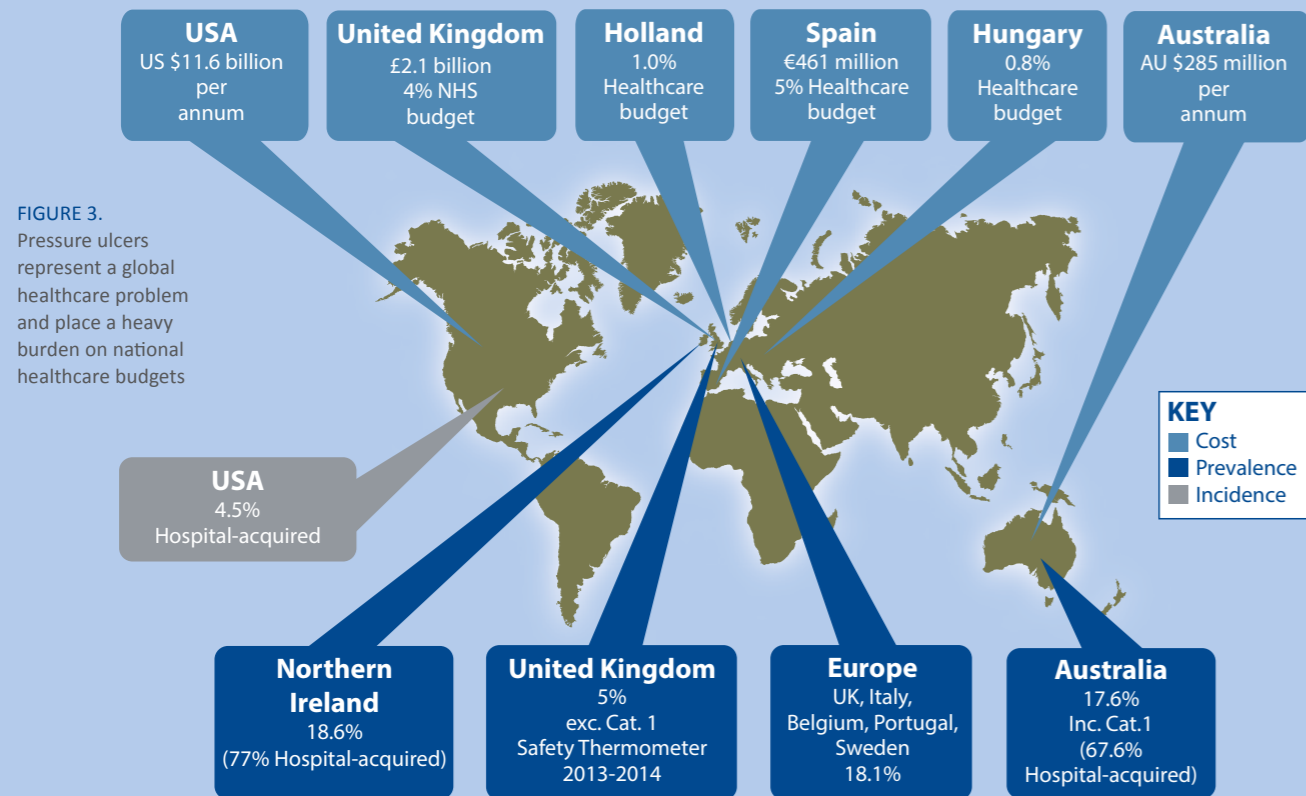 USA
US $11.6 billion
per
annum
United Kingdom
£2.1 billion
4% NHS
budget
Holland
1.0%
Healthcare
budget
Spain
€461 million
5% Healthcare
budget
Hungary
0.8%
Healthcare
budget
Australia
AU $285 million
per
annum
FIGURE 3.
Pressure ulcers
represent a global
healthcare problem
and place a heavy
burden on national
healthcare budgets
KEY
Cost
Prevalence
Incidence
USA
4.5%
Hospital-acquired
Northern
Ireland
18.6%
(77% Hospital-acquired)
United Kingdom
5%
exc. Cat. 1
Safety Thermometer
2013-2014
Europe
UK, Italy,
Belgium, Portugal,
Sweden
18.1%
Australia
17.6%
Inc. Cat.1
(67.6%
Hospital-acquired)